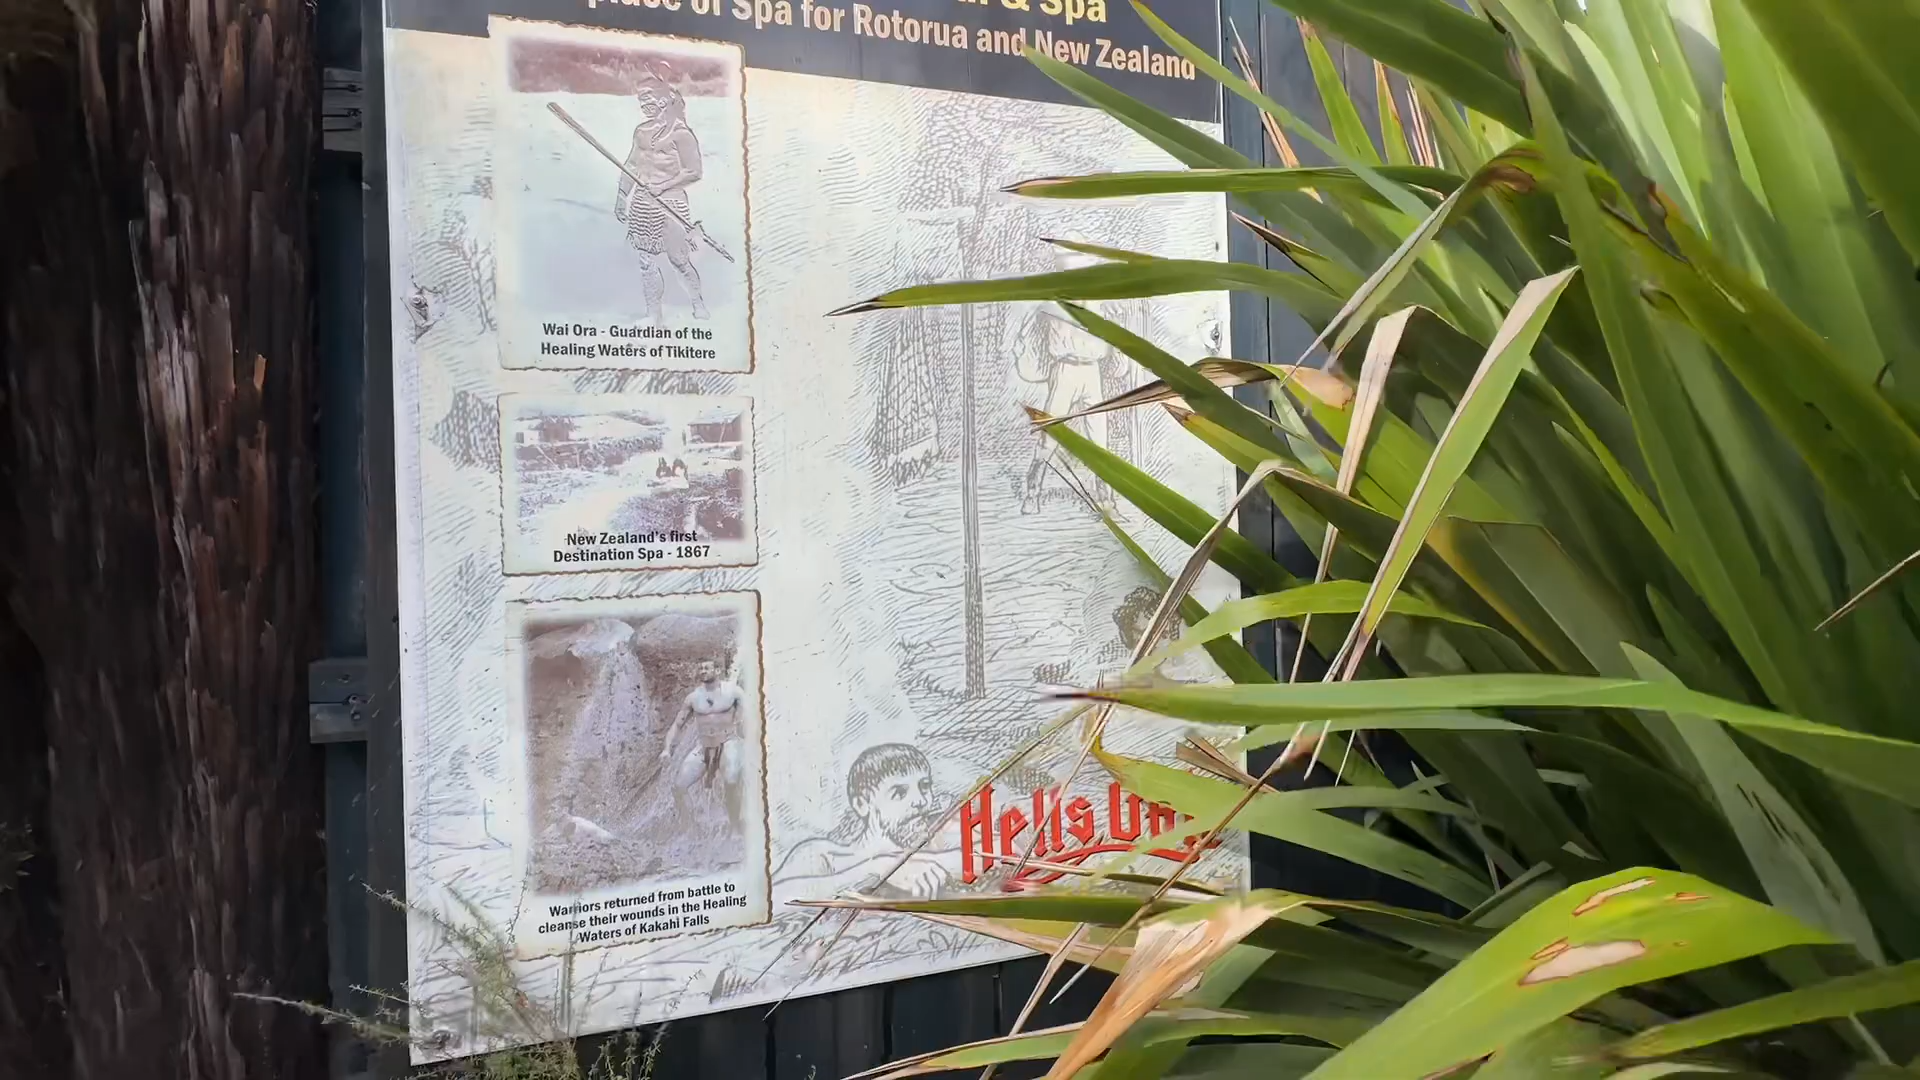 & Spa
place of Spa for Rotorua and New Zealand
Wai Ora - Guardian of the
Healing Waters of Tikitere
New Zealand's first
Destination Spa - 1867
Warriors returned from battle to
cleanse their wounds in the Healing
Waters of Kakahi Falls
Hells